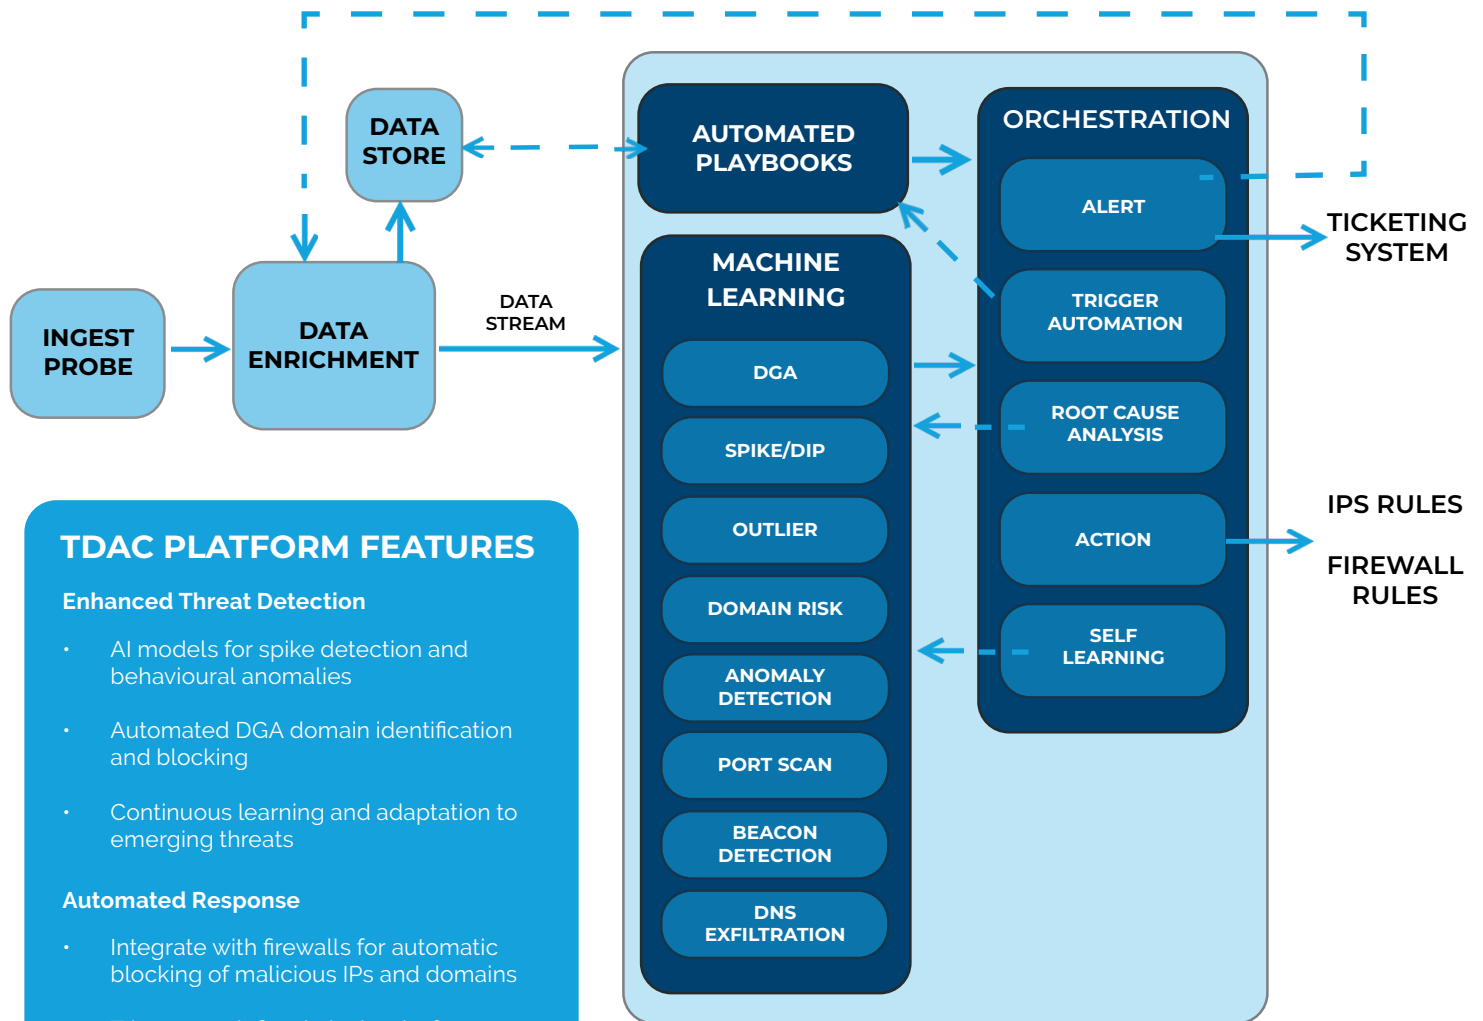 DATA
STORE
AUTOMATED
PLAYBOOKS
ORCHESTRATION
ALERT
TICKETING
SYSTEM
INGEST
PROBE
DATA
ENRICHMENT
DATA
STREAM
MACHINE
LEARNING
DGA
SPIKE/DIP
OUTLIER
DOMAIN RISK
ANOMALY
DETECTION
PORT SCAN
BEACON
DETECTION
DNS
EXFILTRATION
TRIGGER
AUTOMATION
ROOT CAUSE
ANALYSIS
ACTION
SELF
LEARNING
IPS RULES
FIREWALL
RULES
TDAC PLATFORM FEATURES
Enhanced Threat Detection
• AI models for spike detection and
behavioural anomalies
• Automated DGA domain identification
and blocking
• Continuous learning and adaptation to
emerging threats
Automated Response
• Integrate with firewalls for automatic
blocking of malicious IPs and domains